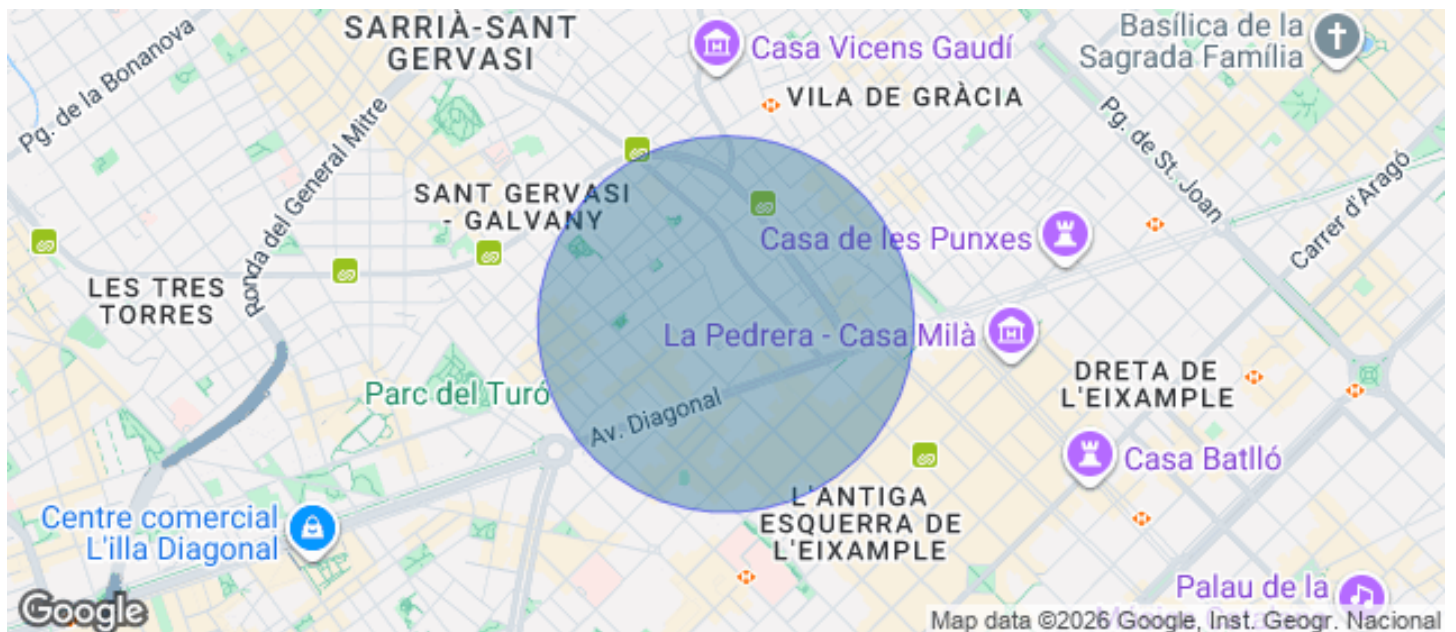 SARRIÀ-SANT
GERVASI
Casa Vicens Gaudí
Basílica de la
Sagrada Família
Pg. de la Bonanova
VILA DE GRÀCIA
Ronda del General Mitre
Pg. de St. Joan
Carrer d'Aragó
SANT GERVASI
- GALVANY
Casa de les Punxes
LES TRES
TORRES
La Pedrera - Casa Milà
DRETA DE
L'EIXAMPLE
Parc del Turó
Av. Diagonal
Casa Batlló
L'ANTIGA
ESQUERRA DE
L'EIXAMPLE
Centre comercial
L'illa Diagonal
Palau de la
Google
Map data ©2026 Google, Inst. Geogr. Nacional